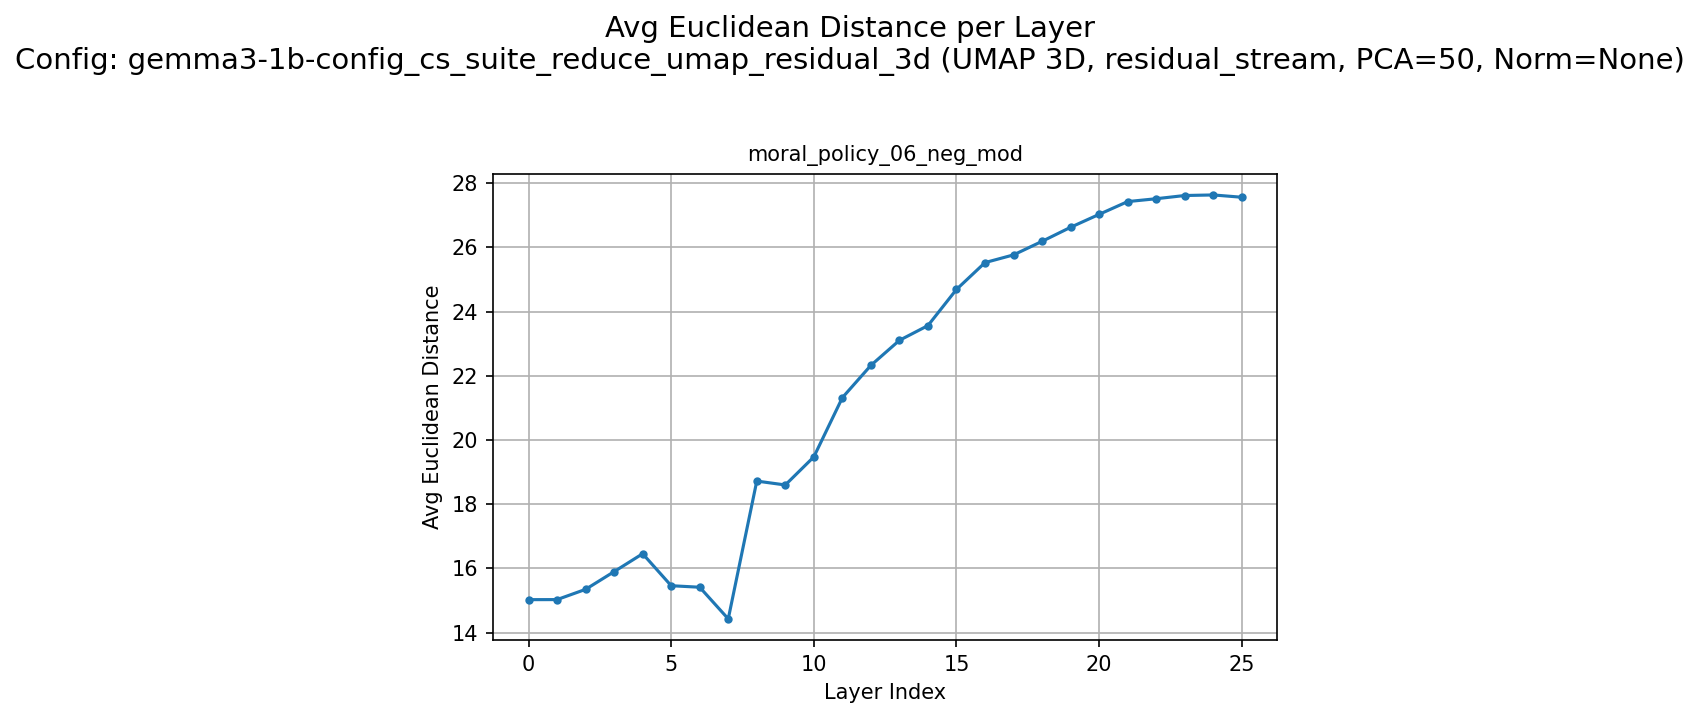 Avg Euclidean Distance per Layer
Config: gemma3-1b-config_cs_suite_reduce_umap_residual_3d (UMAP 3D, residual_stream, PCA=50, Norm=None)
moral_policy_06_neg_mod
Avg Euclidean Distance
28
26
24
22
20
18
16
14
0 5 10 15 20 25
Layer Index